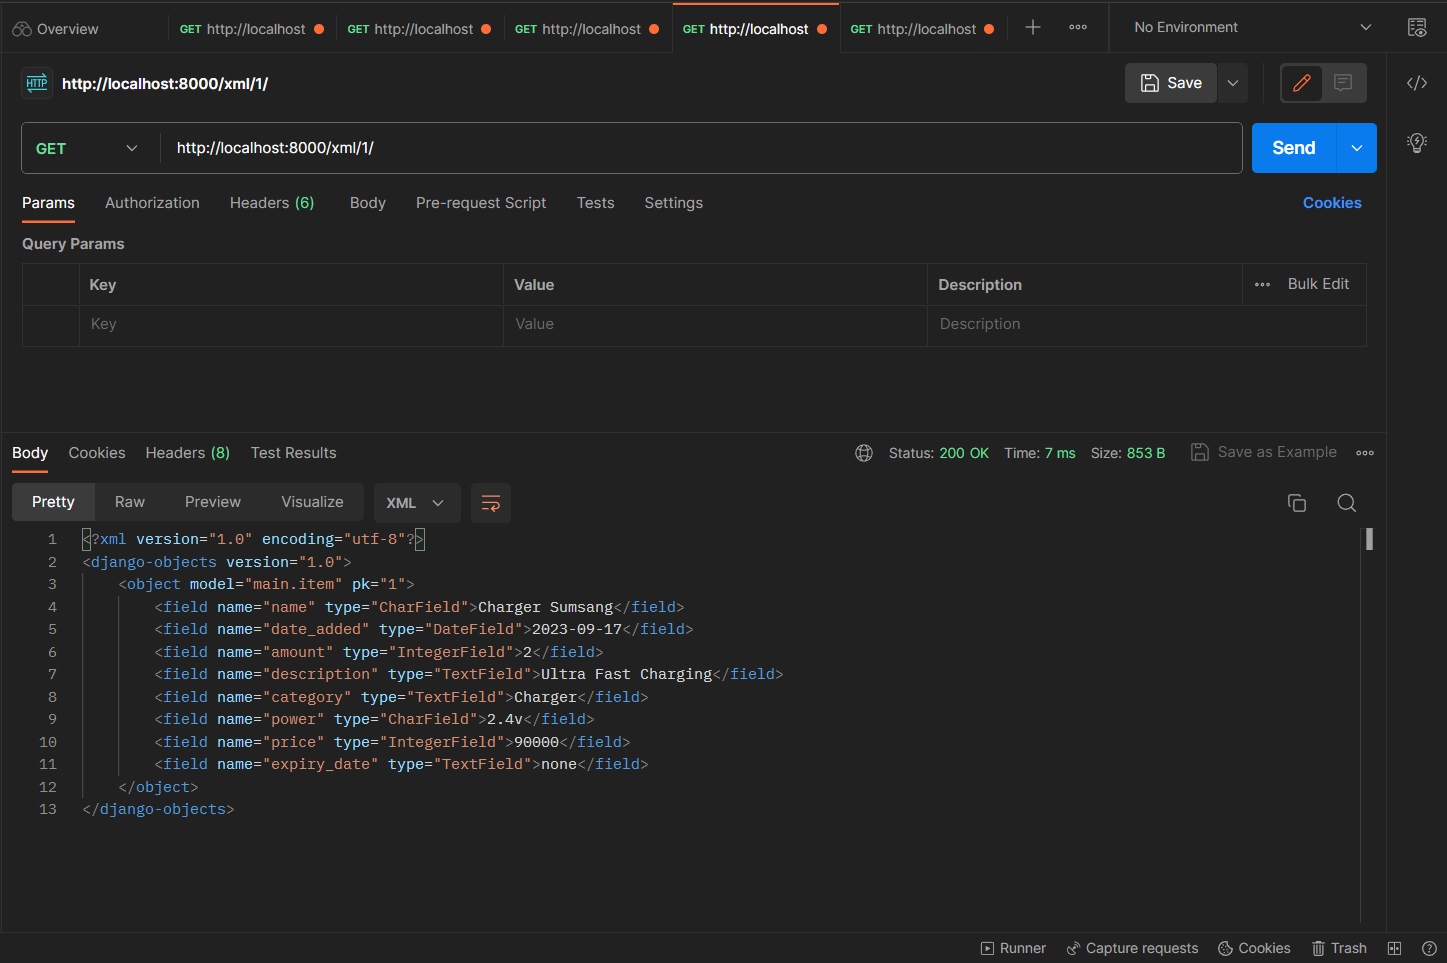 Overview GET http://localhost GET http://localhost GET http://localhost GET http://localhost GET http://localhost No Environment
HTTP http://localhost:8000/xml/1/ Save
GET http://localhost:8000/xml/1/ Send
Params Authorization Headers (6) Body Pre-request Script Tests Settings Cookies
Query Params
Key Value Description Bulk Edit
Key Value Description
Body Cookies Headers (8) Test Results Status: 200 OK Time: 7 ms Size: 853 B Save as Example
Pretty Raw Preview Visualize XML
1 <?xml version="1.0" encoding="utf-8"?>
2 <django-objects version="1.0">
3 <object model="main.item" pk="1">
4 <field name="name" type="CharField">Charger Sumsang</field>
5 <field name="date_added" type="DateField">2023-09-17</field>
6 <field name="amount" type="IntegerField">2</field>
7 <field name="description" type="TextField">Ultra Fast Charging</field>
8 <field name="category" type="TextField">Charger</field>
9 <field name="power" type="CharField">2.4v</field>
10 <field name="price" type="IntegerField">90000</field>
11 <field name="expiry_date" type="TextField">none</field>
12 </object>
13 </django-objects>
Runner Capture requests Cookies Trash